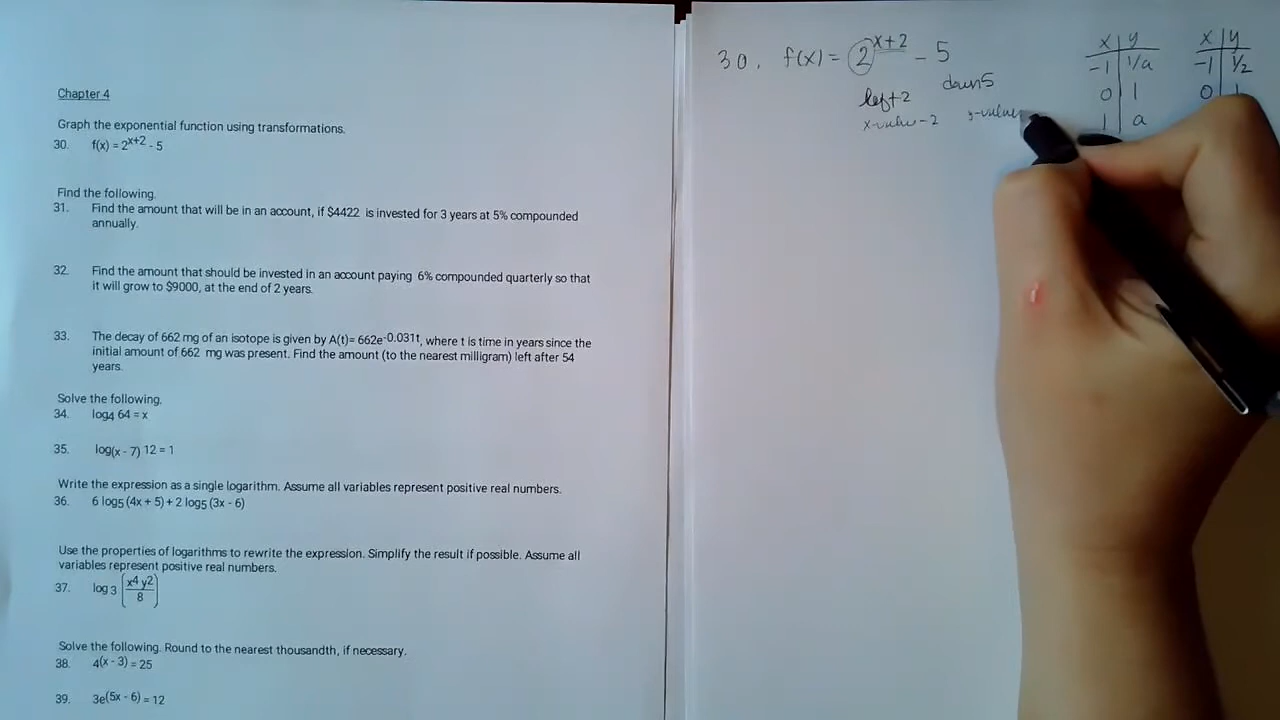 Chapter 4
Graph the exponential function using transformations.
30. f(x) = 2^x+2 - 5
Find the following.
31. Find the amount that will be in an account, if $4422 is invested for 3 years at 5% compounded
annually.
32. Find the amount that should be invested in an account paying 6% compounded quarterly so that
it will grow to $9000, at the end of 2 years.
33. The decay of 662 mg of an isotope is given by A(t)= 662e^-0.031t, where t is time in years since the
initial amount of 662 mg was present. Find the amount (to the nearest milligram) left after 54
years.
Solve the following.
34. log4 64 = x
35. log(x - 7) 12 = 1
Write the expression as a single logarithm. Assume all variables represent positive real numbers.
36. 6 log5 (4x + 5) + 2 log5 (3x - 6)
Use the properties of logarithms to rewrite the expression. Simplify the result if possible. Assume all
variables represent positive real numbers.
37. log 3 (x4 y2 / 8)
Solve the following. Round to the nearest thousandth, if necessary.
38. 4(x - 3) = 25
39. 3e(5x - 6) = 12
30. f(x) = 2^x+2 - 5
left 2 down 5
x-value - 2 y-value
x y
-1 1/a
0 1
1 a
x y
-1 1/2
0 1